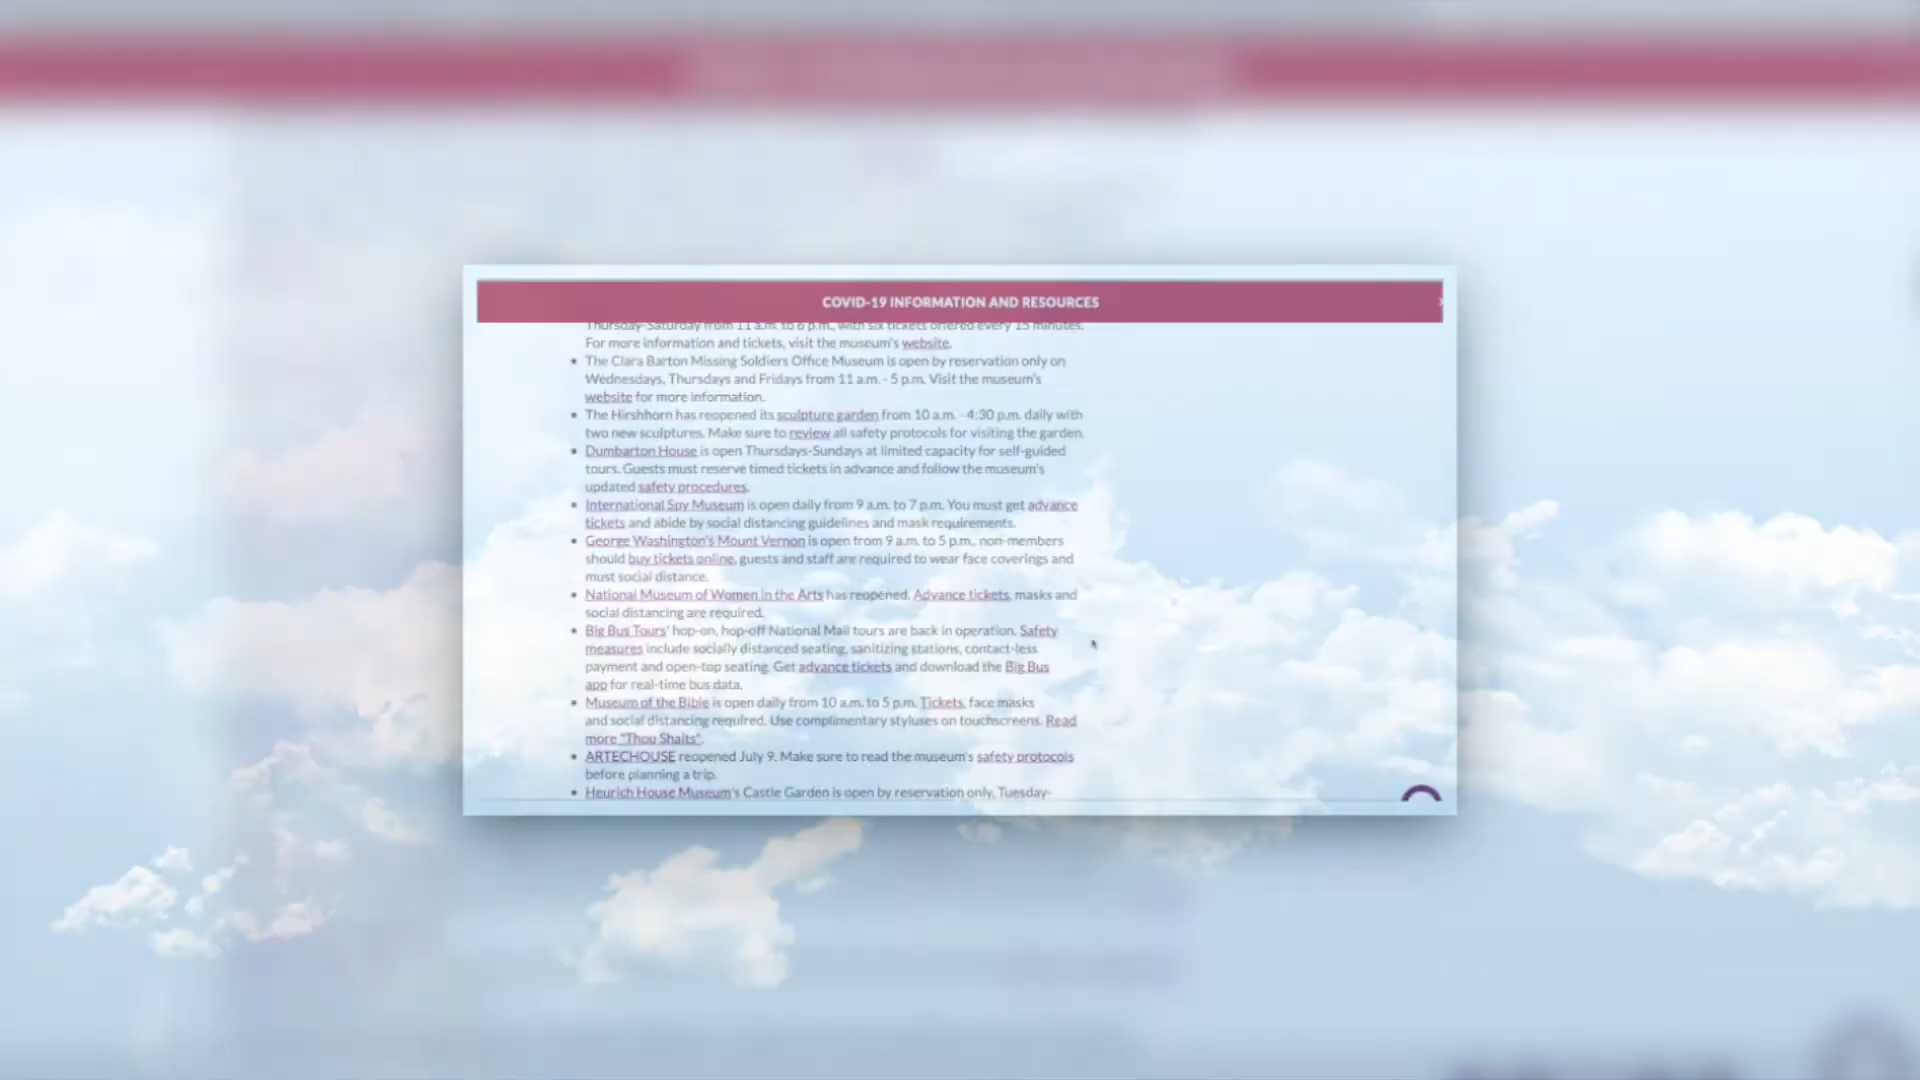 COVID-19 INFORMATION AND RESOURCES
Thursday-Saturday from 11 a.m. to 6 p.m., with six tickets offered every 15 minutes.
For more information and tickets, visit the museum's website.
• The Clara Barton Missing Soldiers Office Museum is open by reservation only on
Wednesdays, Thursdays and Fridays from 11 a.m. - 5 p.m. Visit the museum's
website for more information.
• The Hirshhorn has reopened its sculpture garden from 10 a.m. - 4:30 p.m. daily with
two new sculptures. Make sure to review all safety protocols for visiting the garden.
• Dumbarton House is open Thursdays-Sundays at limited capacity for self-guided
tours. Guests must reserve timed tickets in advance and follow the museum's
updated safety procedures.
• International Spy Museum is open daily from 9 a.m. to 7 p.m. You must get advance
tickets and abide by social distancing guidelines and mask requirements.
• George Washington's Mount Vernon is open from 9 a.m. to 5 p.m., non-members
should buy tickets online, guests and staff are required to wear face coverings and
must social distance.
• National Museum of Women in the Arts has reopened. Advance tickets, masks and
social distancing are required.
• Big Bus Tours' hop-on, hop-off National Mall tours are back in operation. Safety
measures include socially distanced seating, sanitizing stations, contact-less
payment and open-top seating. Get advance tickets and download the Big Bus
app for real-time bus data.
• Museum of the Bible is open daily from 10 a.m. to 5 p.m. Tickets, face masks
and social distancing required. Use complimentary styluses on touchscreens. Read
more "Thou Shalts".
• ARTECHOUSE reopened July 9. Make sure to read the museum's safety protocols
before planning a trip.
• Heurich House Museum's Castle Garden is open by reservation only, Tuesday-